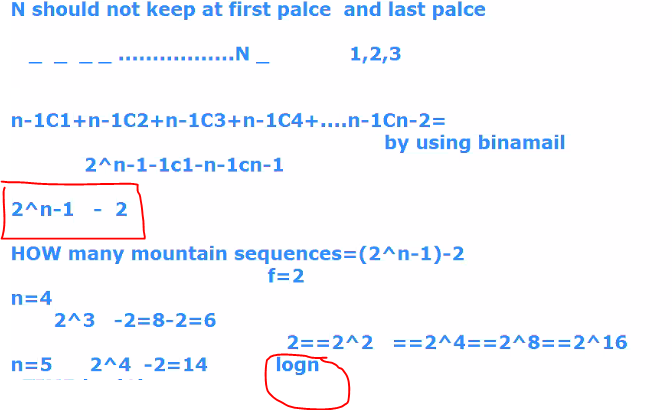 N should not keep at first palce and last palce
_ _ _ _ .................N _ 1,2,3
n-1C1+n-1C2+n-1C3+n-1C4+....n-1Cn-2=
by using binamail
2^n-1-1c1-n-1cn-1
2^n-1 - 2
HOW many mountain sequences=(2^n-1)-2
f=2
n=4
2^3 -2=8-2=6
2==2^2 ==2^4==2^8==2^16
n=5 2^4 -2=14 logn